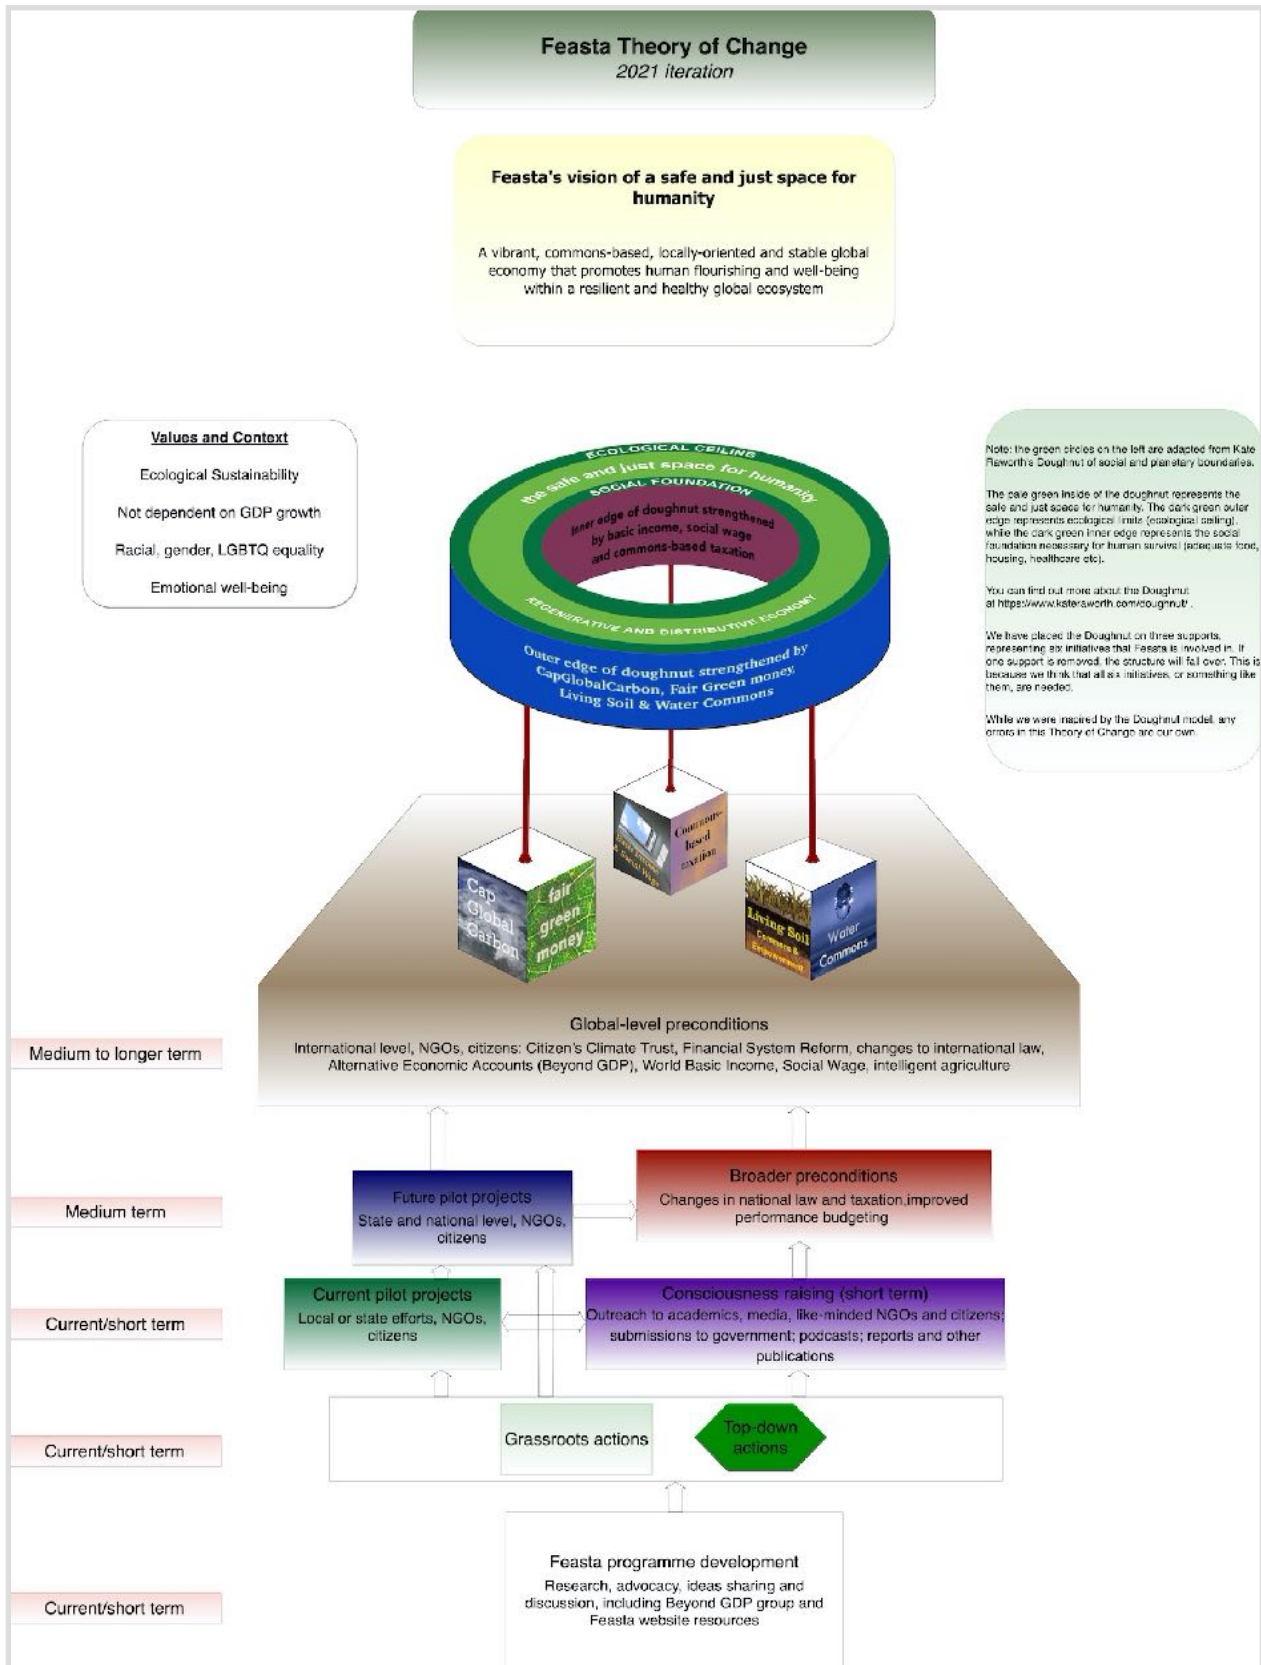 Feasta Theory of Change
2021 iteration
Feasta's vision of a safe and just space for
humanity
A vibrant, commons-based, locally-oriented and stable global
economy that promotes human flourishing and well-being
within a resilient and healthy global ecosystem
Values and Context
Ecological Sustainability
Not dependent on GDP growth
Racial, gender, LGBTQ equality
Emotional well-being
ECOLOGICAL CEILING
the safe and just space for humanity
SOCIAL FOUNDATION
Inner edge of doughnut strengthened
by basic income, social wage
and commons-based taxation
REGENERATIVE AND DISTRIBUTIVE ECONOMY
Outer edge of doughnut strengthened by
CapGlobalCarbon, Fair Green money,
Living Soil & Water Commons
Note: the green circles on the left are adapted from Kate
Raworth's Doughnut of social and planetary boundaries.
The pale green inside of the doughnut represents the
safe and just space for humanity. The dark green outer
edge represents ecological limits (ecological ceiling),
while the dark green inner edge represents the social
foundation necessary for human survival (adequate food,
housing, healthcare etc).
You can find out more about the Doughnut
at https://www.kateraworth.com/doughnut/ .
We have placed the Doughnut on three supports,
representing six initiatives that Feasta is involved in. If
one support is removed, the structure will fall over. This is
because we think that all six initiatives, or something like
them, are needed.
While we were inspired by the Doughnut model, any
errors in this Theory of Change are our own.
Cap
Global
Carbon
fair
green
money
& Social Wage
Commons-
based
taxation
Living Soil
Commons &
Empowerment
Water
Commons
Global-level preconditions
International level, NGOs, citizens: Citizen's Climate Trust, Financial System Reform, changes to international law,
Alternative Economic Accounts (Beyond GDP), World Basic Income, Social Wage, intelligent agriculture
Medium to longer term
Future pilot projects
State and national level, NGOs,
citizens
Broader preconditions
Changes in national law and taxation,improved
performance budgeting
Medium term
Current pilot projects
Local or state efforts, NGOs,
citizens
Consciousness raising (short term)
Outreach to academics, media, like-minded NGOs and citizens;
submissions to government; podcasts; reports and other
publications
Current/short term
Grassroots actions
Top-down
actions
Current/short term
Feasta programme development
Research, advocacy, ideas sharing and
discussion, including Beyond GDP group and
Feasta website resources
Current/short term